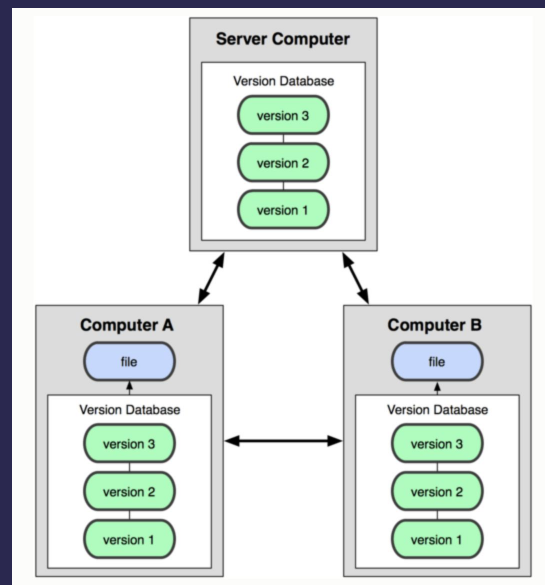 Server Computer
Version Database
version 3
version 2
version 1
Computer A
file
Version Database
version 3
version 2
version 1
Computer B
file
Version Database
version 3
version 2
version 1